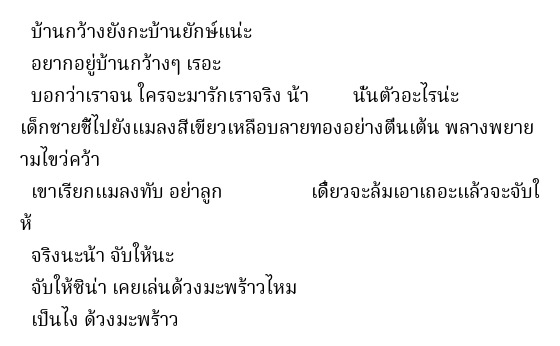 บ้านกว้างยังกะบ้านยักษ์แน่ะ
อยากอยู่บ้านกว้างๆ เรอะ
บอกว่าเราจน ใครจะมารักเราจริง น้า นั่นตัวอะไรน่ะ
เด็กชายชี้ไปยังแมลงสีเขียวเหลือบลายทองอย่างตื่นเต้น พลางพยาย
ามไขว่คว้า
เขาเรียกแมลงทับ อย่าลูก เดี๋ยวจะล้มเอาเถอะแล้วจะจับใ
ห้
จริงนะน้า จับให้นะ
จับให้ซิน่า เคยเล่นด้วงมะพร้าวไหม
เป็นไง ด้วงมะพร้าว